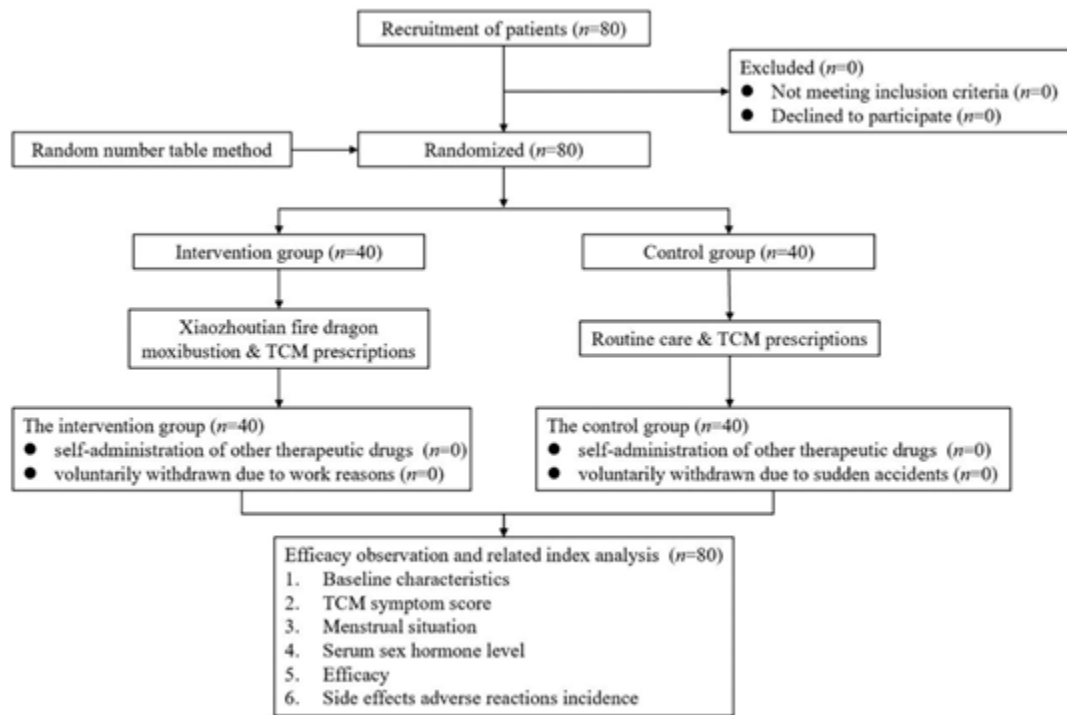 Recruitment of patients (n=80)
Excluded (n=0)
● Not meeting inclusion criteria (n=0)
● Declined to participate (n=0)
Random number table method
Randomized (n=80)
Intervention group (n=40)
Control group (n=40)
Xiaozhoutian fire dragon
moxibustion & TCM prescriptions
Routine care & TCM prescriptions
The intervention group (n=40)
● self-administration of other therapeutic drugs (n=0)
● voluntarily withdrawn due to work reasons (n=0)
The control group (n=40)
● self-administration of other therapeutic drugs (n=0)
● voluntarily withdrawn due to sudden accidents (n=0)
Efficacy observation and related index analysis (n=80)
1. Baseline characteristics
2. TCM symptom score
3. Menstrual situation
4. Serum sex hormone level
5. Efficacy
6. Side effects adverse reactions incidence